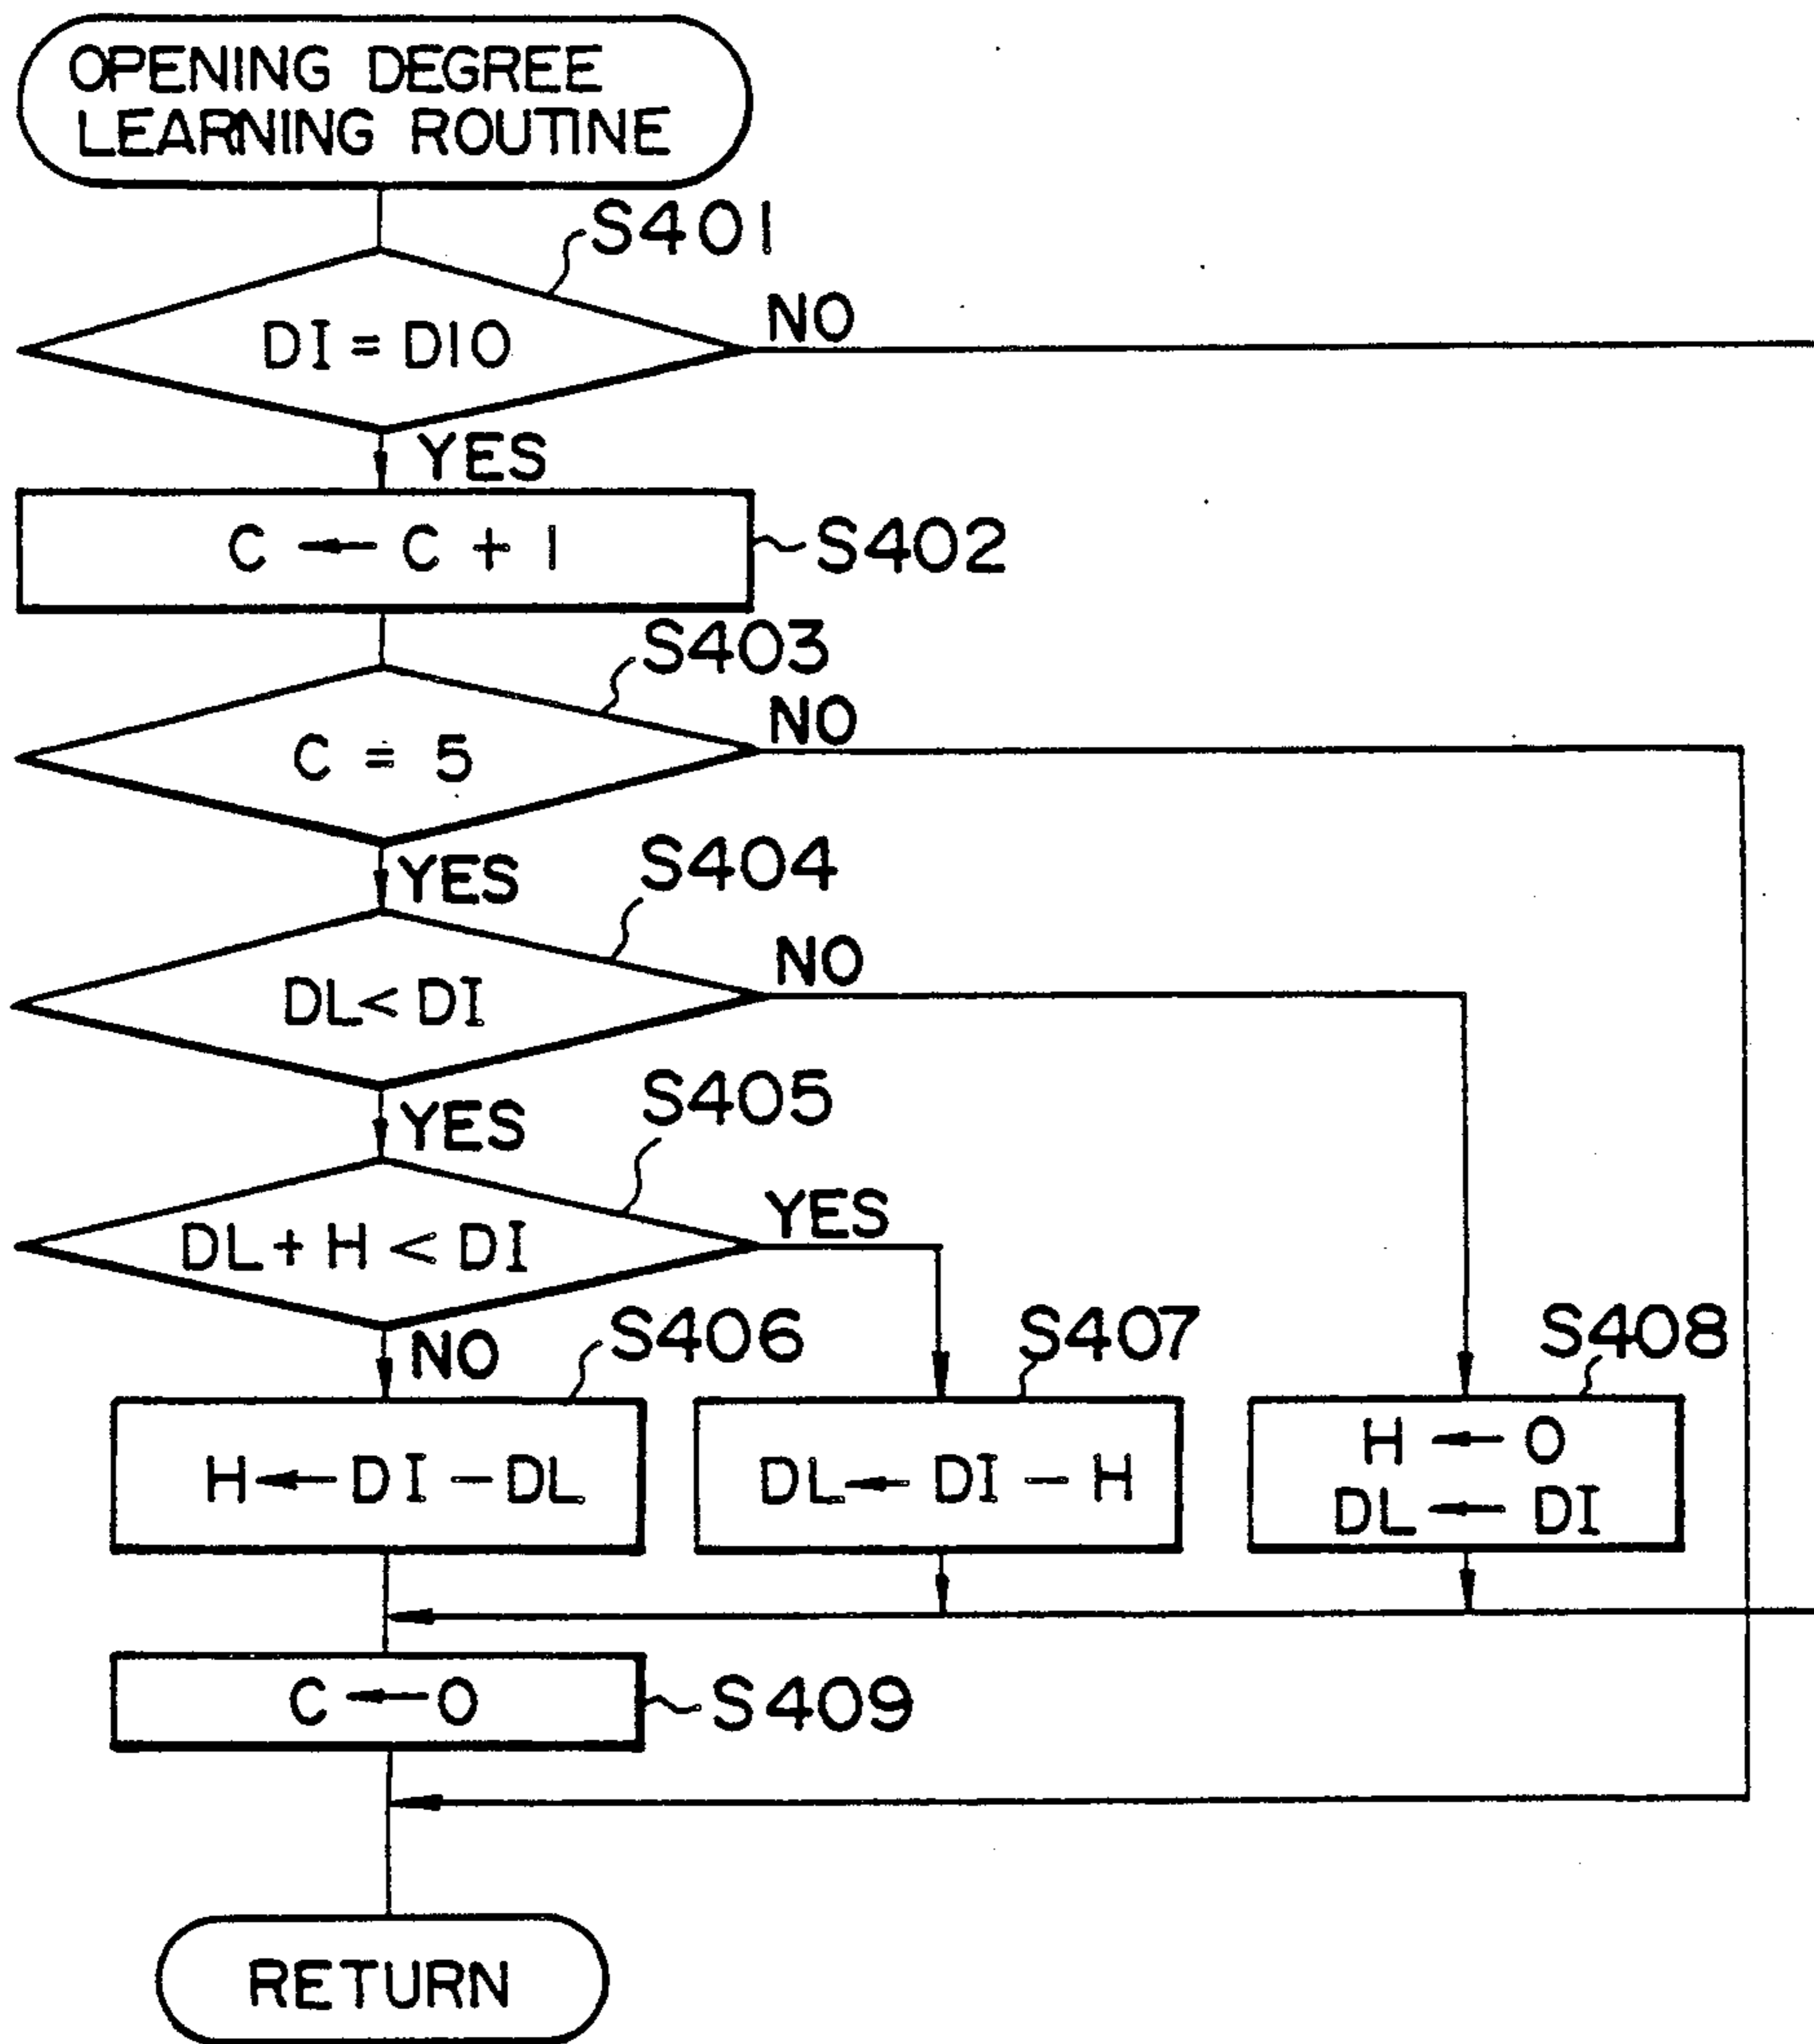 OPENING DEGREE
LEARNING ROUTINE
S401
DI = DIO
NO
YES
C ← C + 1
S402
S403
C = 5
NO
YES
S404
DL < DI
NO
YES
S405
DL + H < DI
YES
NO
S406
S407
S408
H ← DI - DL
DL ← DI - H
H ← 0
DL ← DI
C ← 0
S409
RETURN